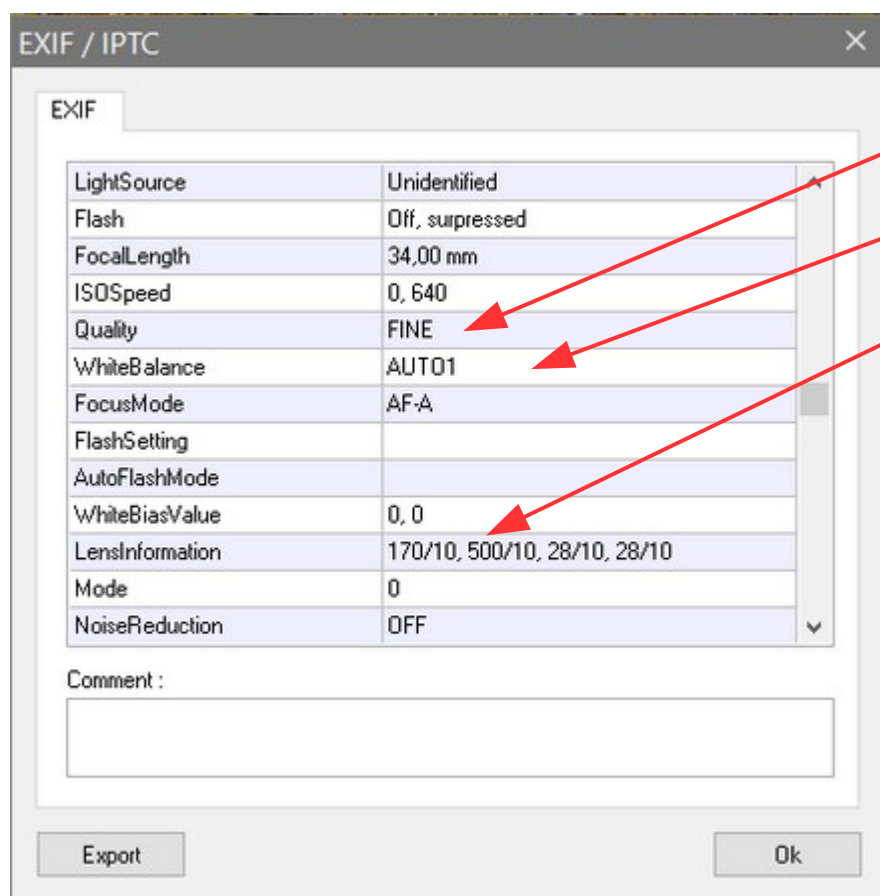 EXIF / IPTC
EXIF
LightSource Unidentified
Flash Off, surpressed
FocalLength 34,00 mm
ISOSpeed 0, 640
Quality FINE
WhiteBalance AUTO1
FocusMode AF-A
FlashSetting
AutoFlashMode
WhiteBiasValue 0, 0
LensInformation 170/10, 500/10, 28/10, 28/10
Mode 0
NoiseReduction OFF
Comment :
Export Ok